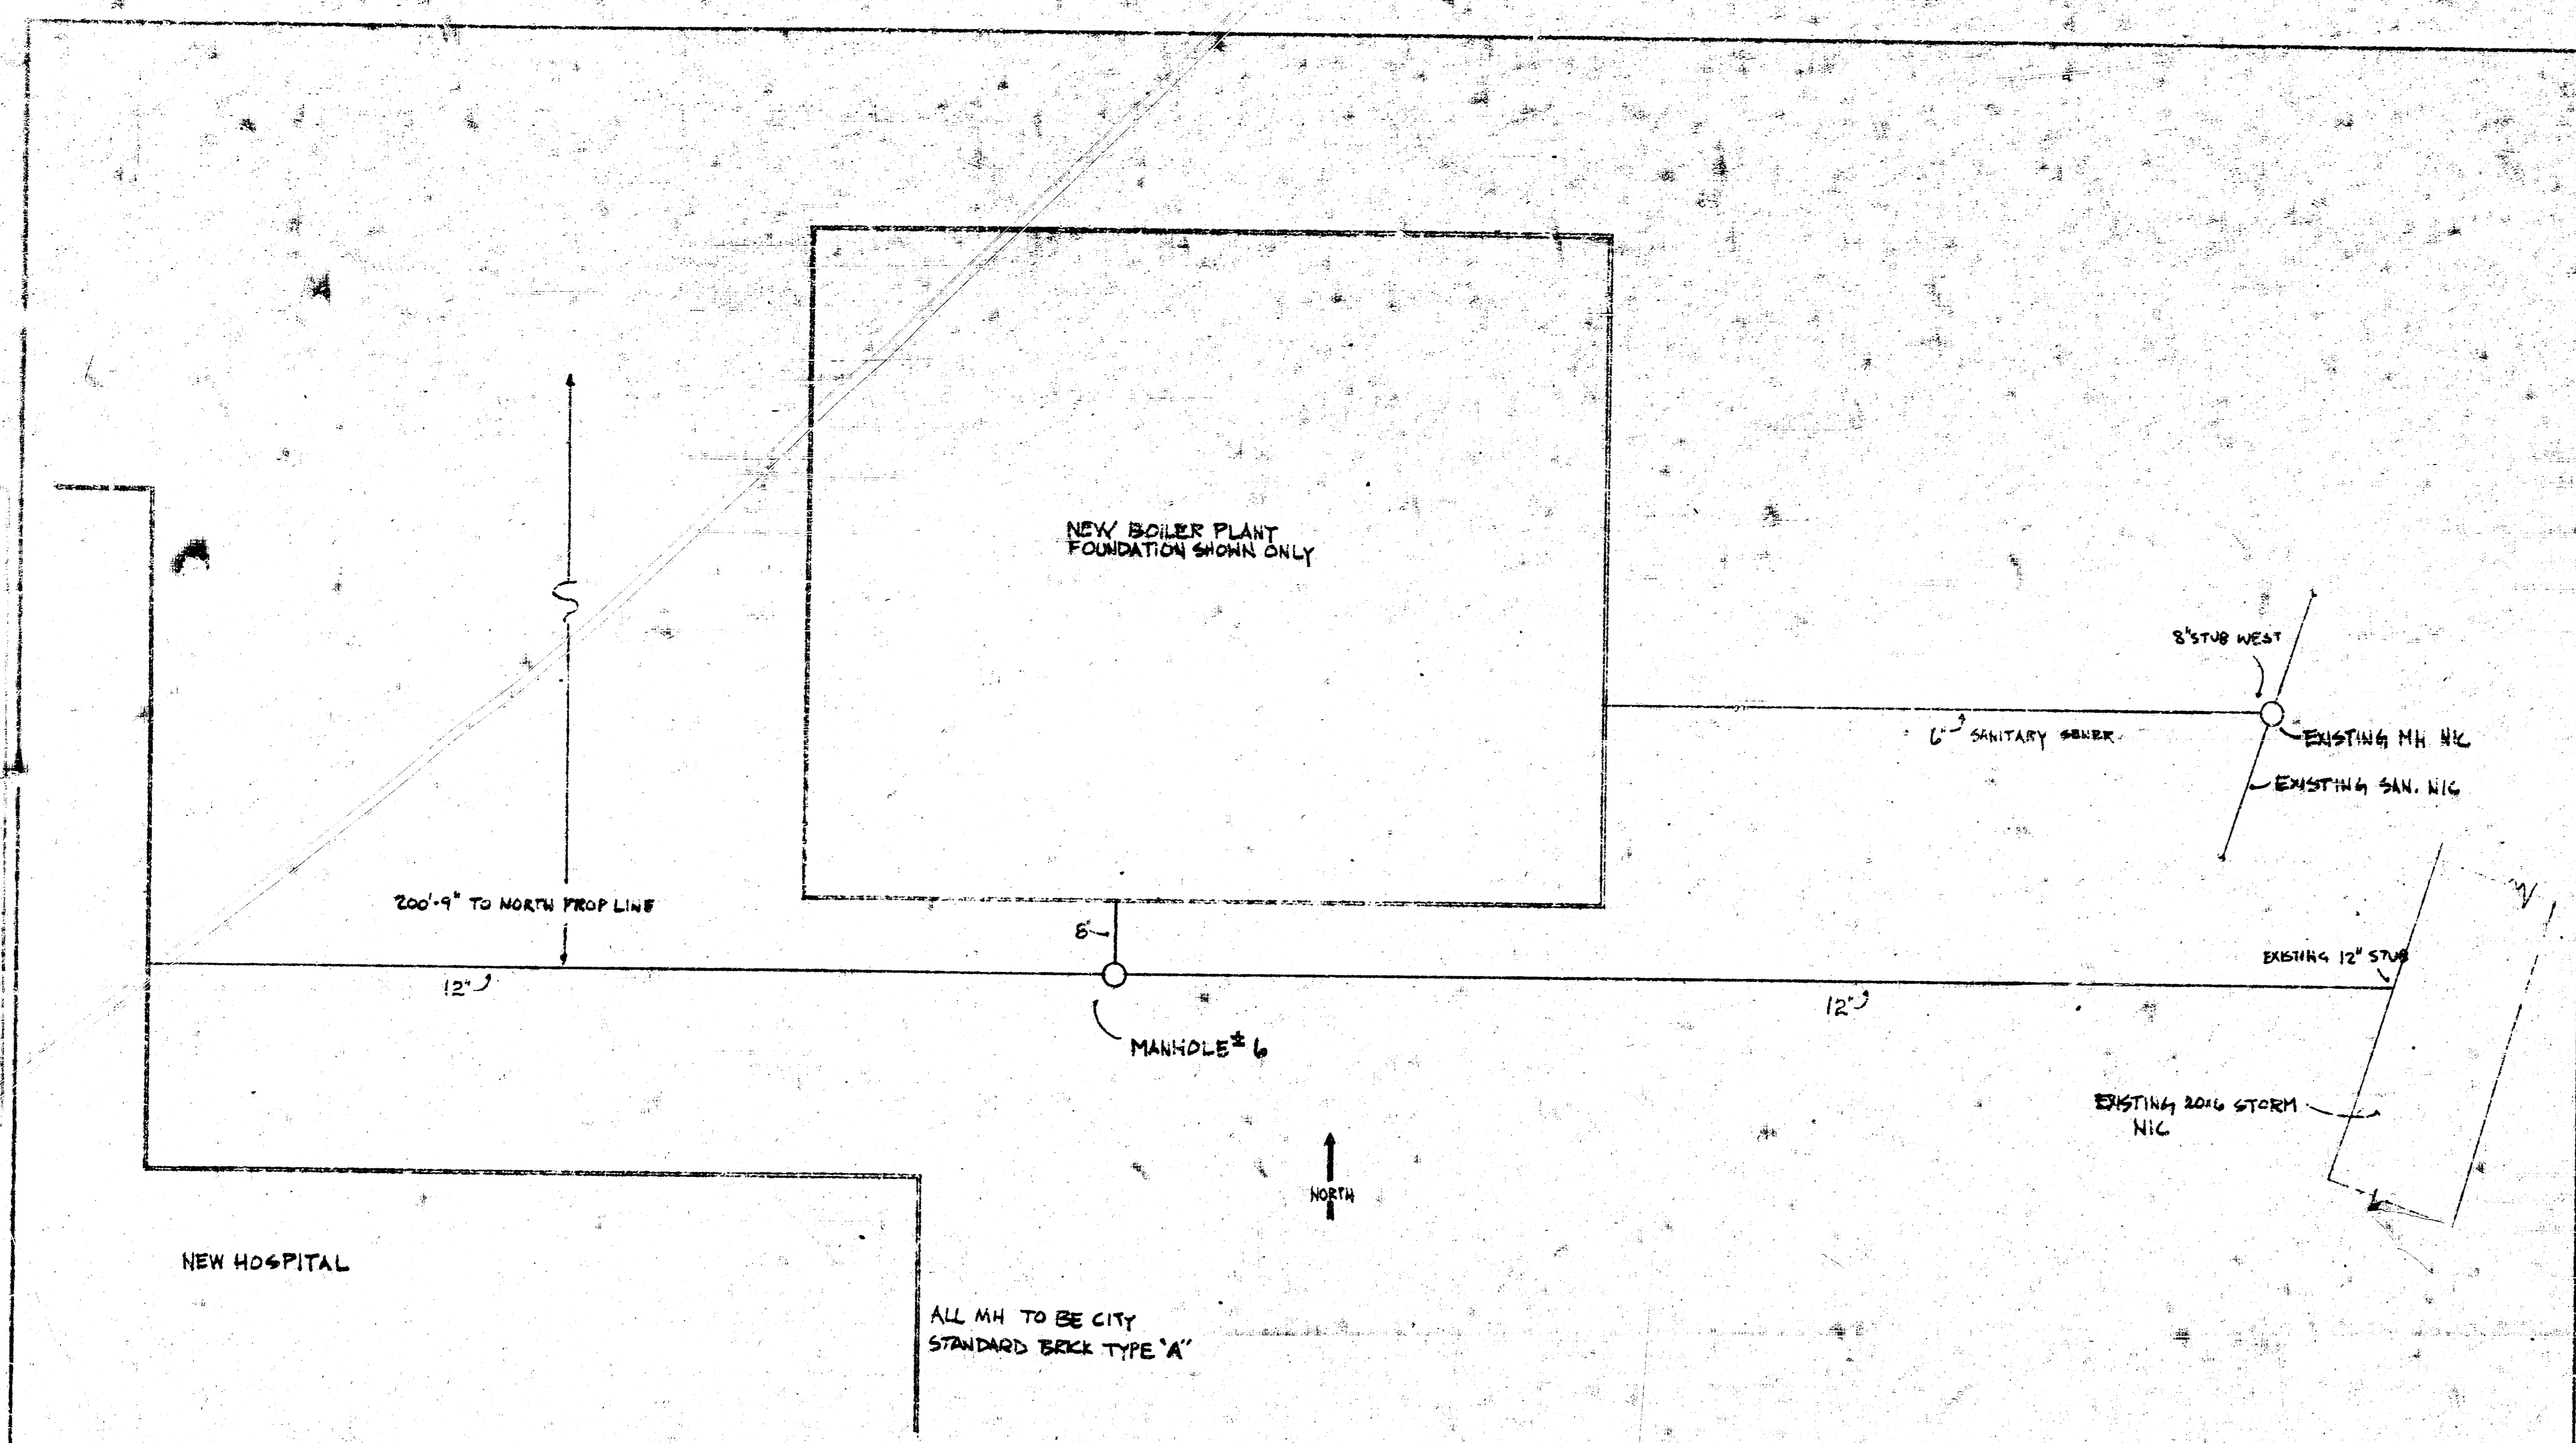 NEW BOILER PLANT
FOUNDATION SHOWN ONLY
8" STUB WEST
6" SANITARY SEWER
EXISTING MH NIC
EXISTING SAN. NIC
200'-9" TO NORTH PROP LINE
8"
EXISTING 12" STUB
12"
12"
MANHOLE # 6
EXISTING 20x6 STORM
NIC
NORTH
NEW HOSPITAL
ALL MH TO BE CITY
STANDARD BRICK TYPE "A"